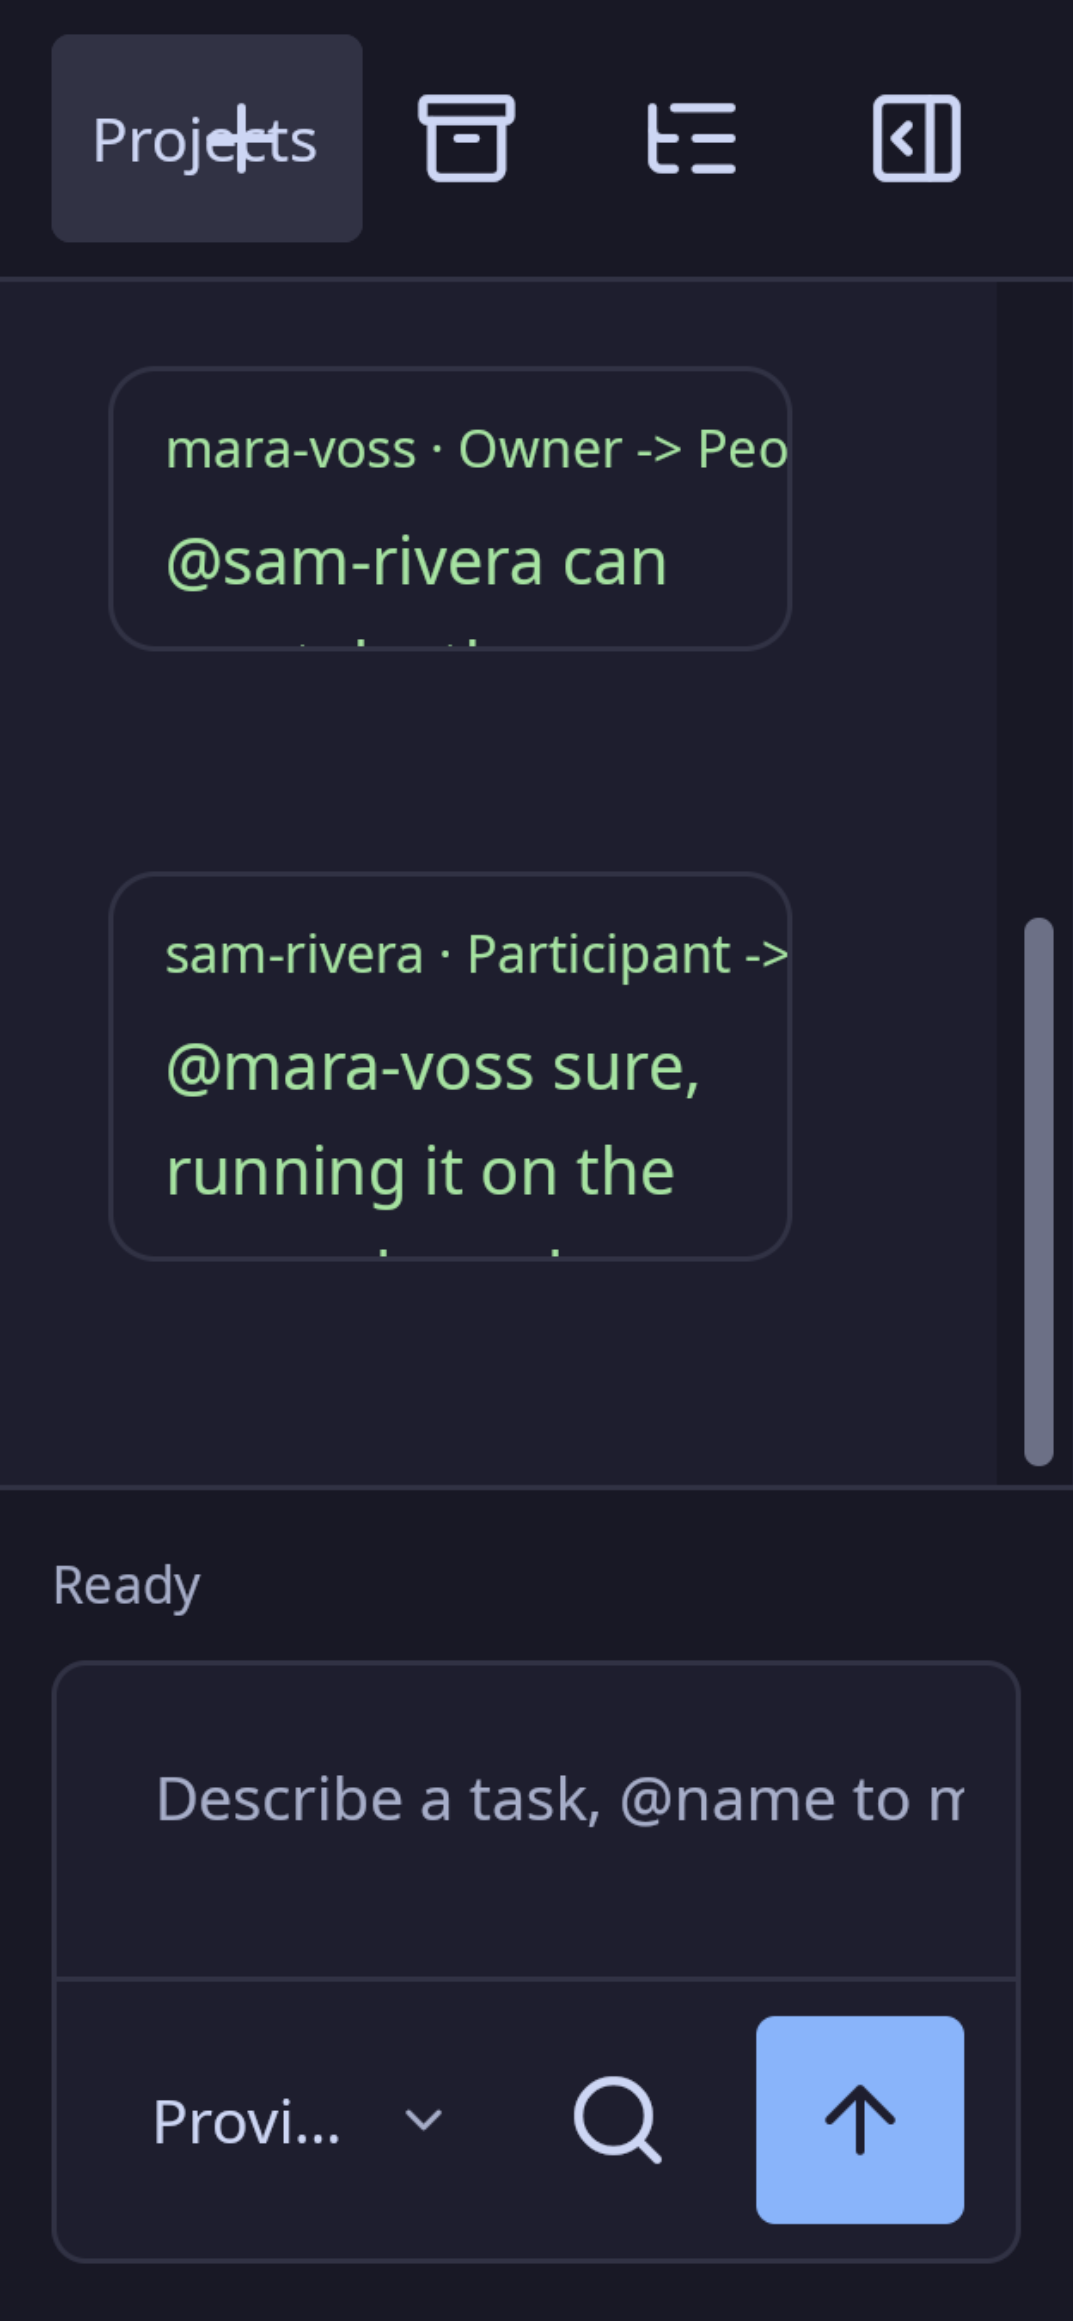 Projects
mara-voss · Owner -> Peo
@sam-rivera can
sam-rivera · Participant ->
@mara-voss sure,
running it on the
Ready
Describe a task, @name to m
Provi...